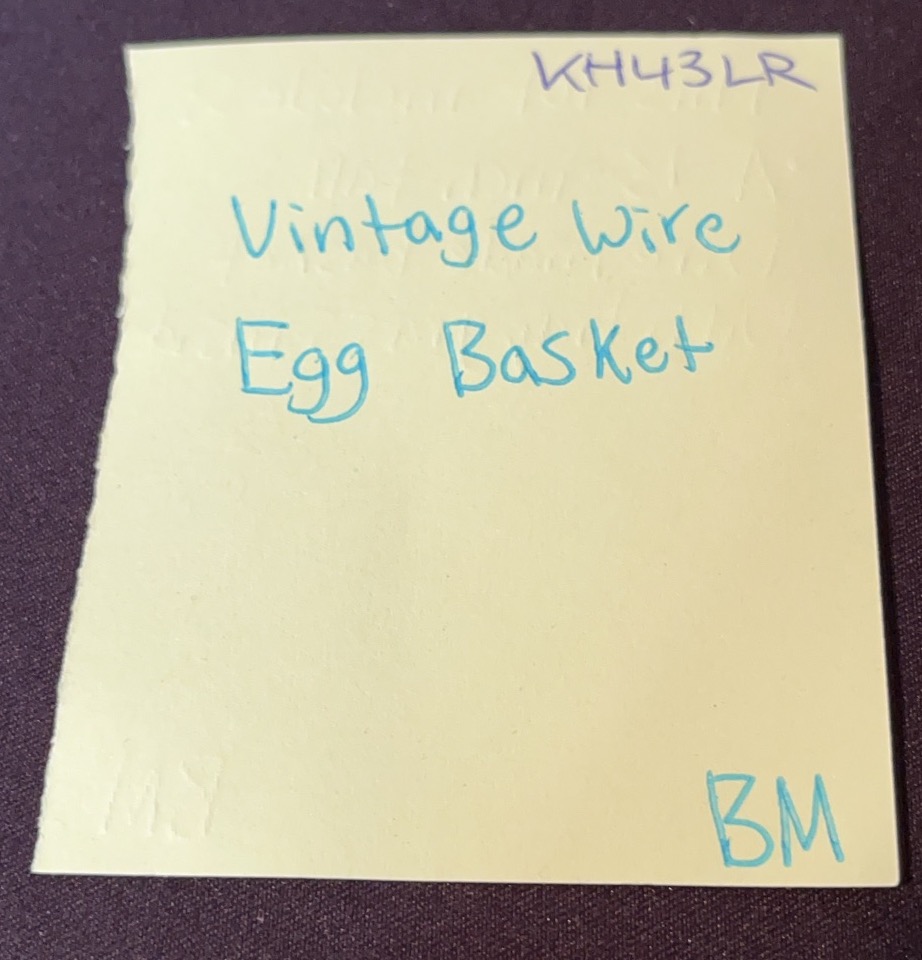 KH43LR
Vintage Wire
Egg Basket
BM